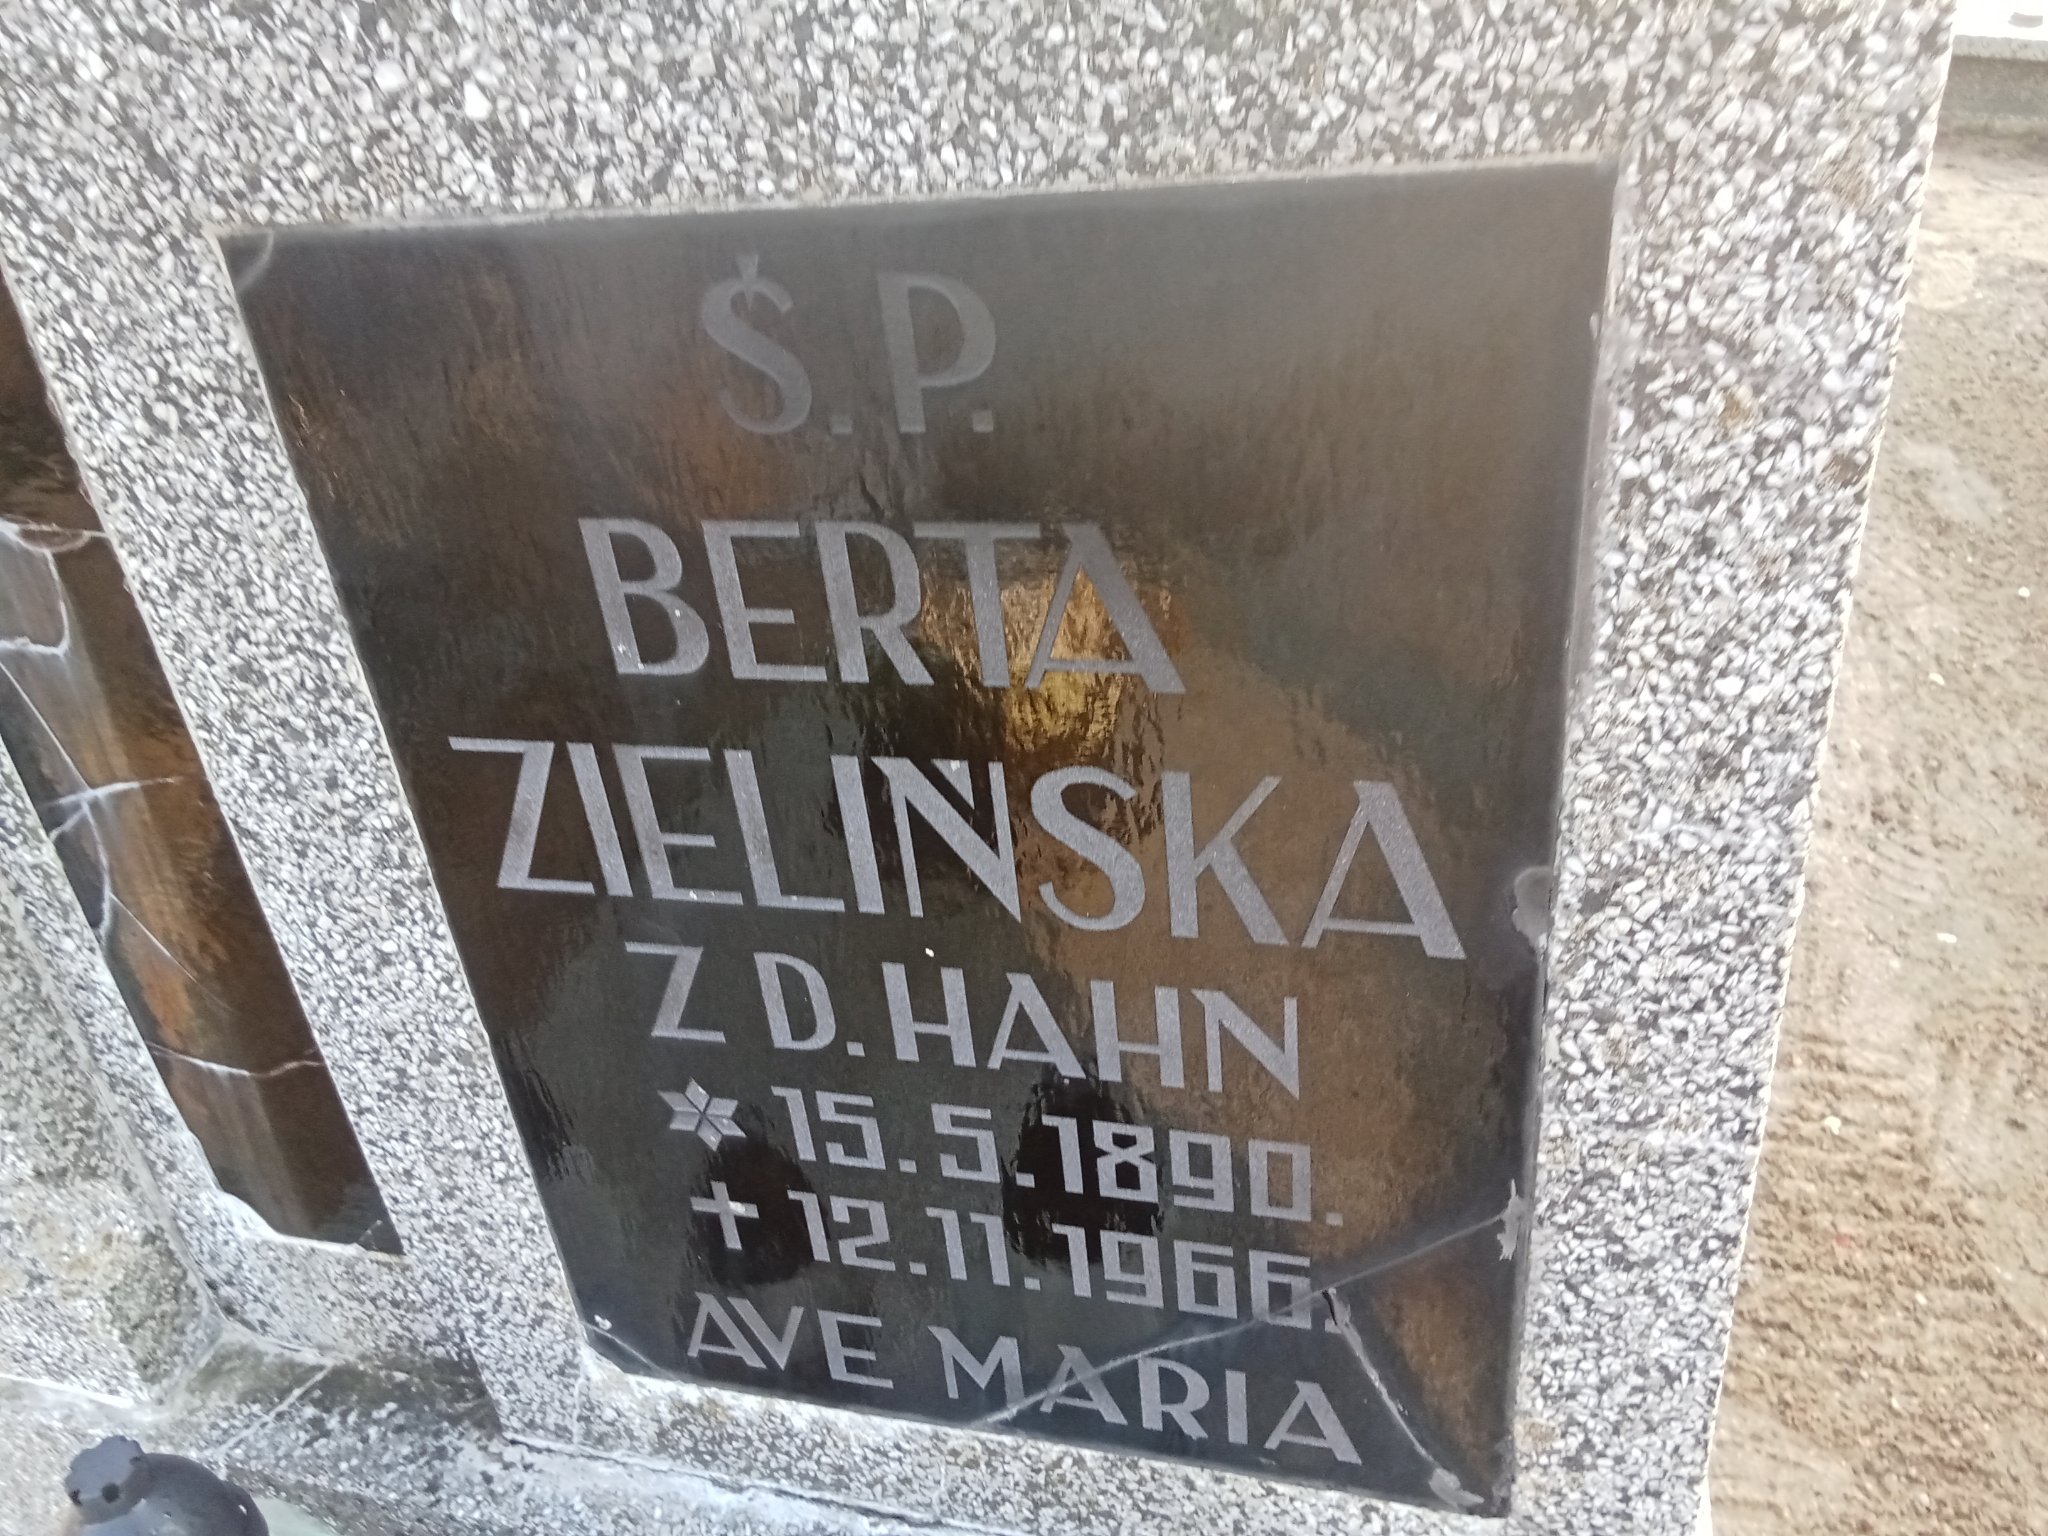 Ś.P.
BERTA
ZIELIŃSKA
Z D. HAHN
* 15.5.1890.
+ 12.11.1966.
AVE MARIA